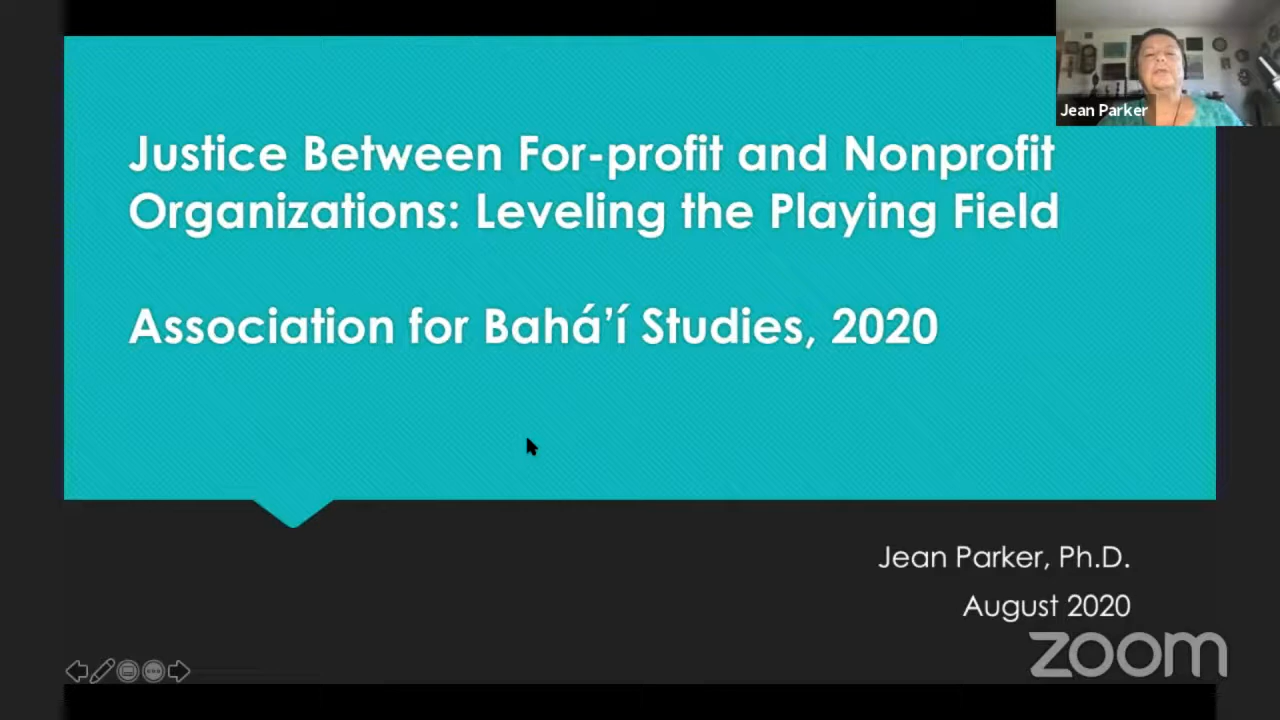 Jean Parker
Justice Between For-profit and Nonprofit
Organizations: Leveling the Playing Field
Association for Bahá’í Studies, 2020
Jean Parker, Ph.D.
August 2020
zoom